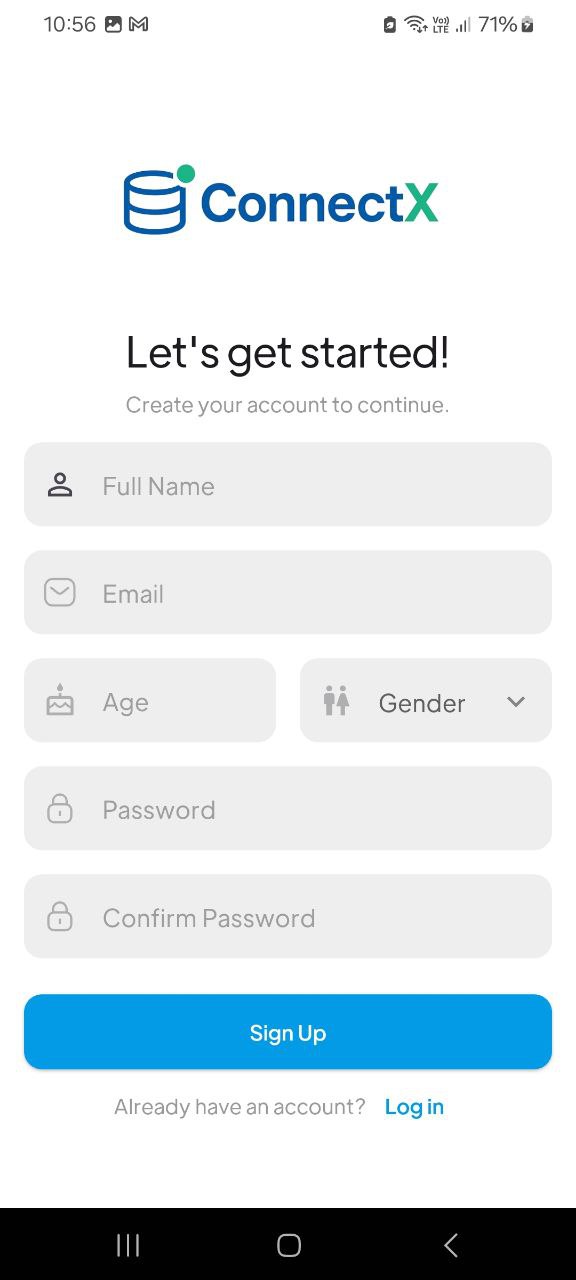 10:56 Vo)) LTE 71%
ConnectX
Let's get started!
Create your account to continue.
Full Name
Email
Age Gender
Password
Confirm Password
Sign Up
Already have an account? Log in